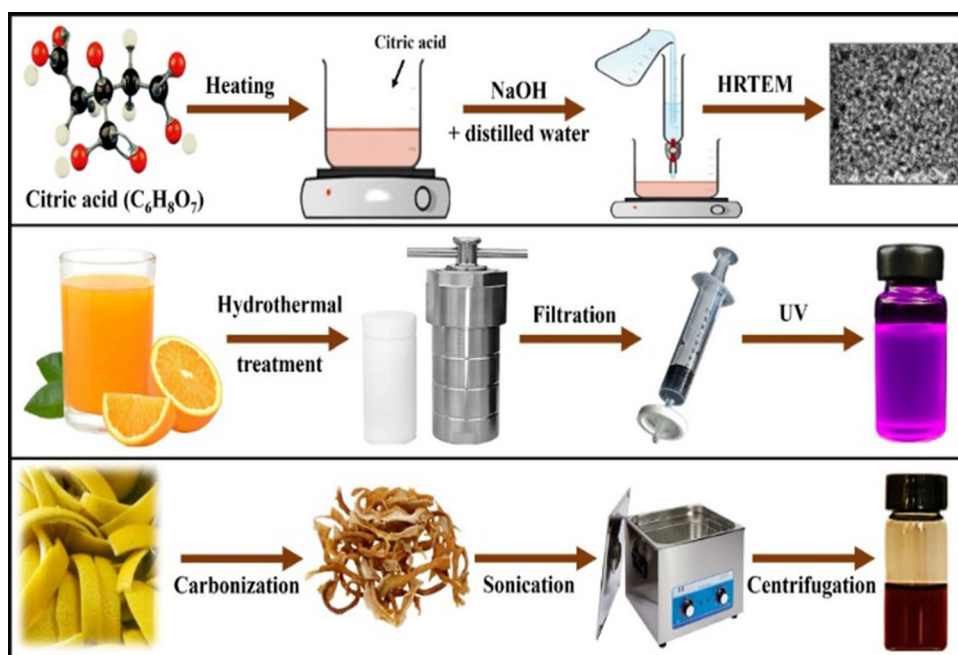 Citric acid
Heating
NaOH
+ distilled water
HRTEM
Citric acid (C₆H₈O₇)
Hydrothermal
treatment
Filtration
UV
Carbonization
Sonication
Centrifugation